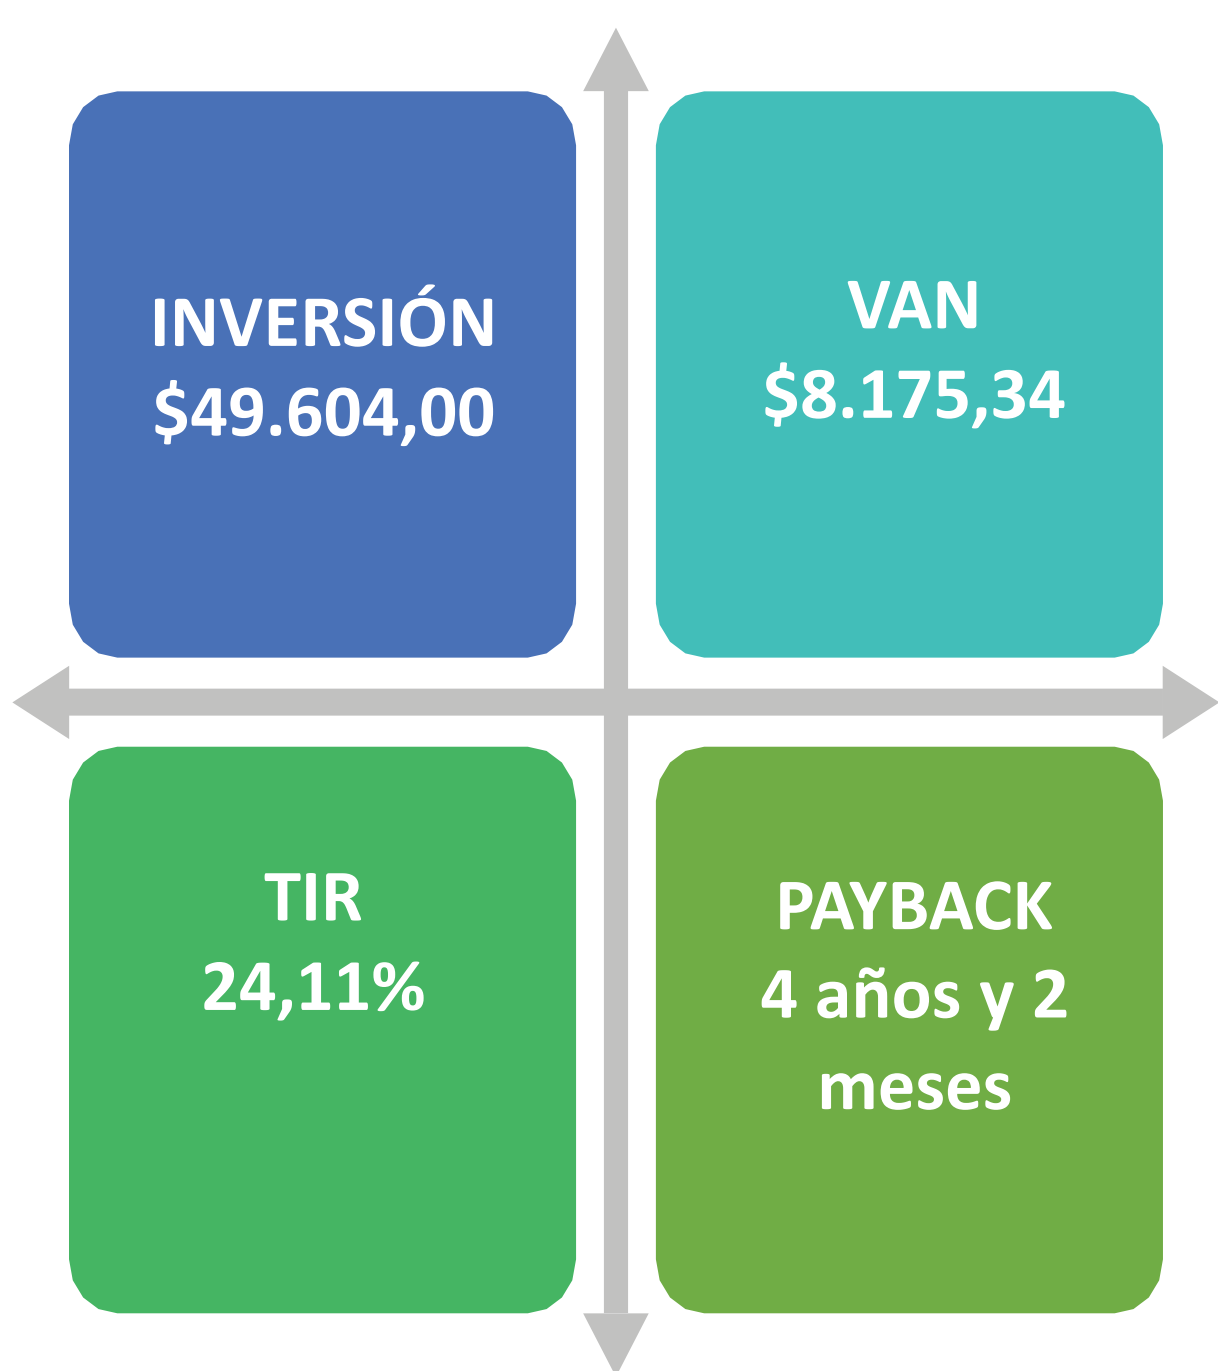 INVERSIÓN
$49.604,00
VAN
$8.175,34
TIR
24,11%
PAYBACK
4 años y 2
meses